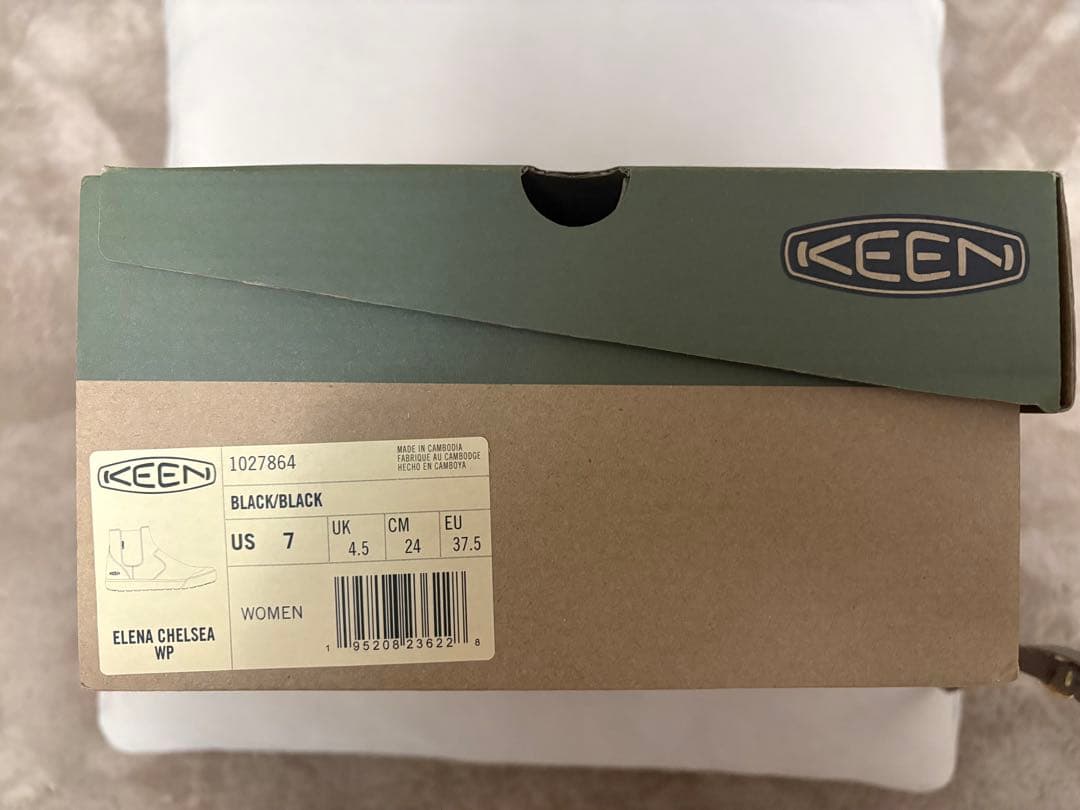 KEEN
KEEN
1027864
MADE IN CAMBODIA
FABRIQUE AU CAMBODGE
HECHO EN CAMBOYA
BLACK/BLACK
US 7
UK 4.5
CM 24
EU 37.5
KEEN
ELENA CHELSEA
WP
WOMEN
1 95208 23622 8